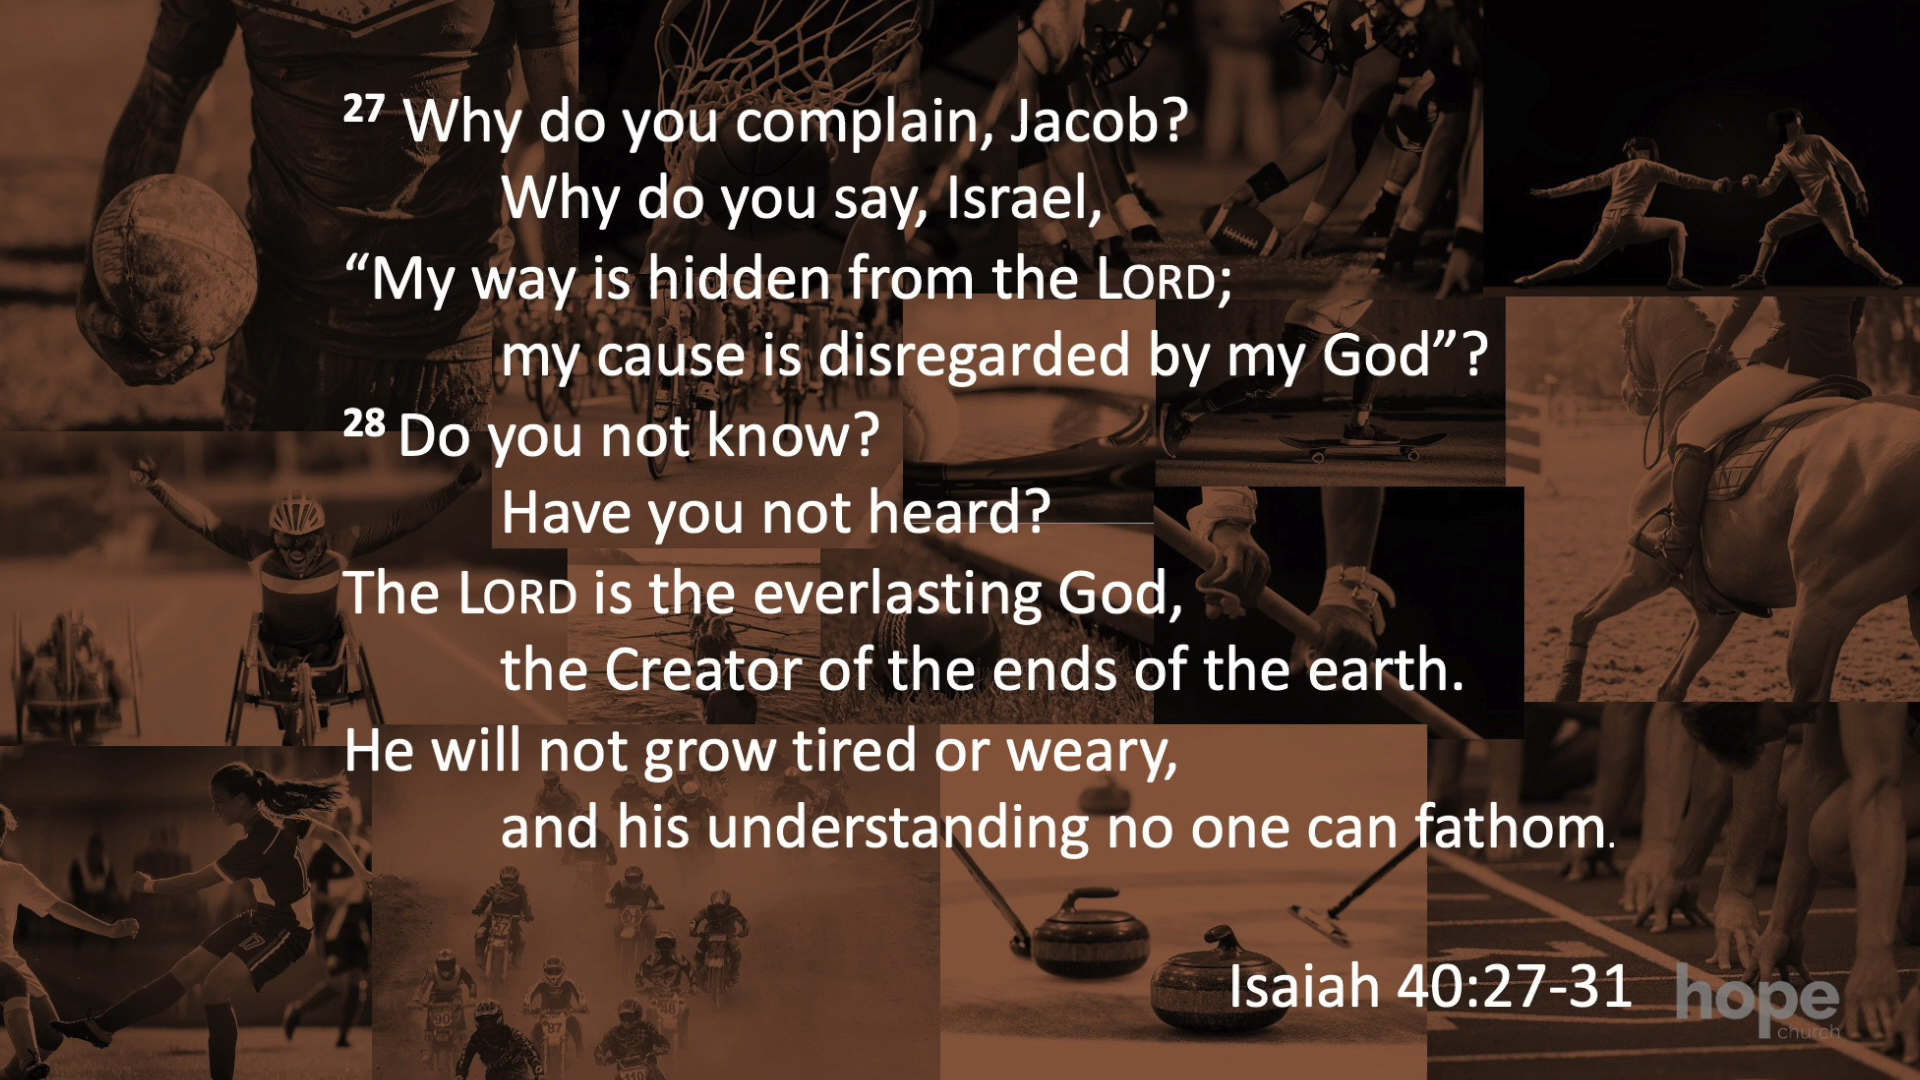 27 Why do you complain, Jacob?
Why do you say, Israel,
“My way is hidden from the LORD;
my cause is disregarded by my God”?
28 Do you not know?
Have you not heard?
The LORD is the everlasting God,
the Creator of the ends of the earth.
He will not grow tired or weary,
and his understanding no one can fathom.
Isaiah 40:27-31
hope
church